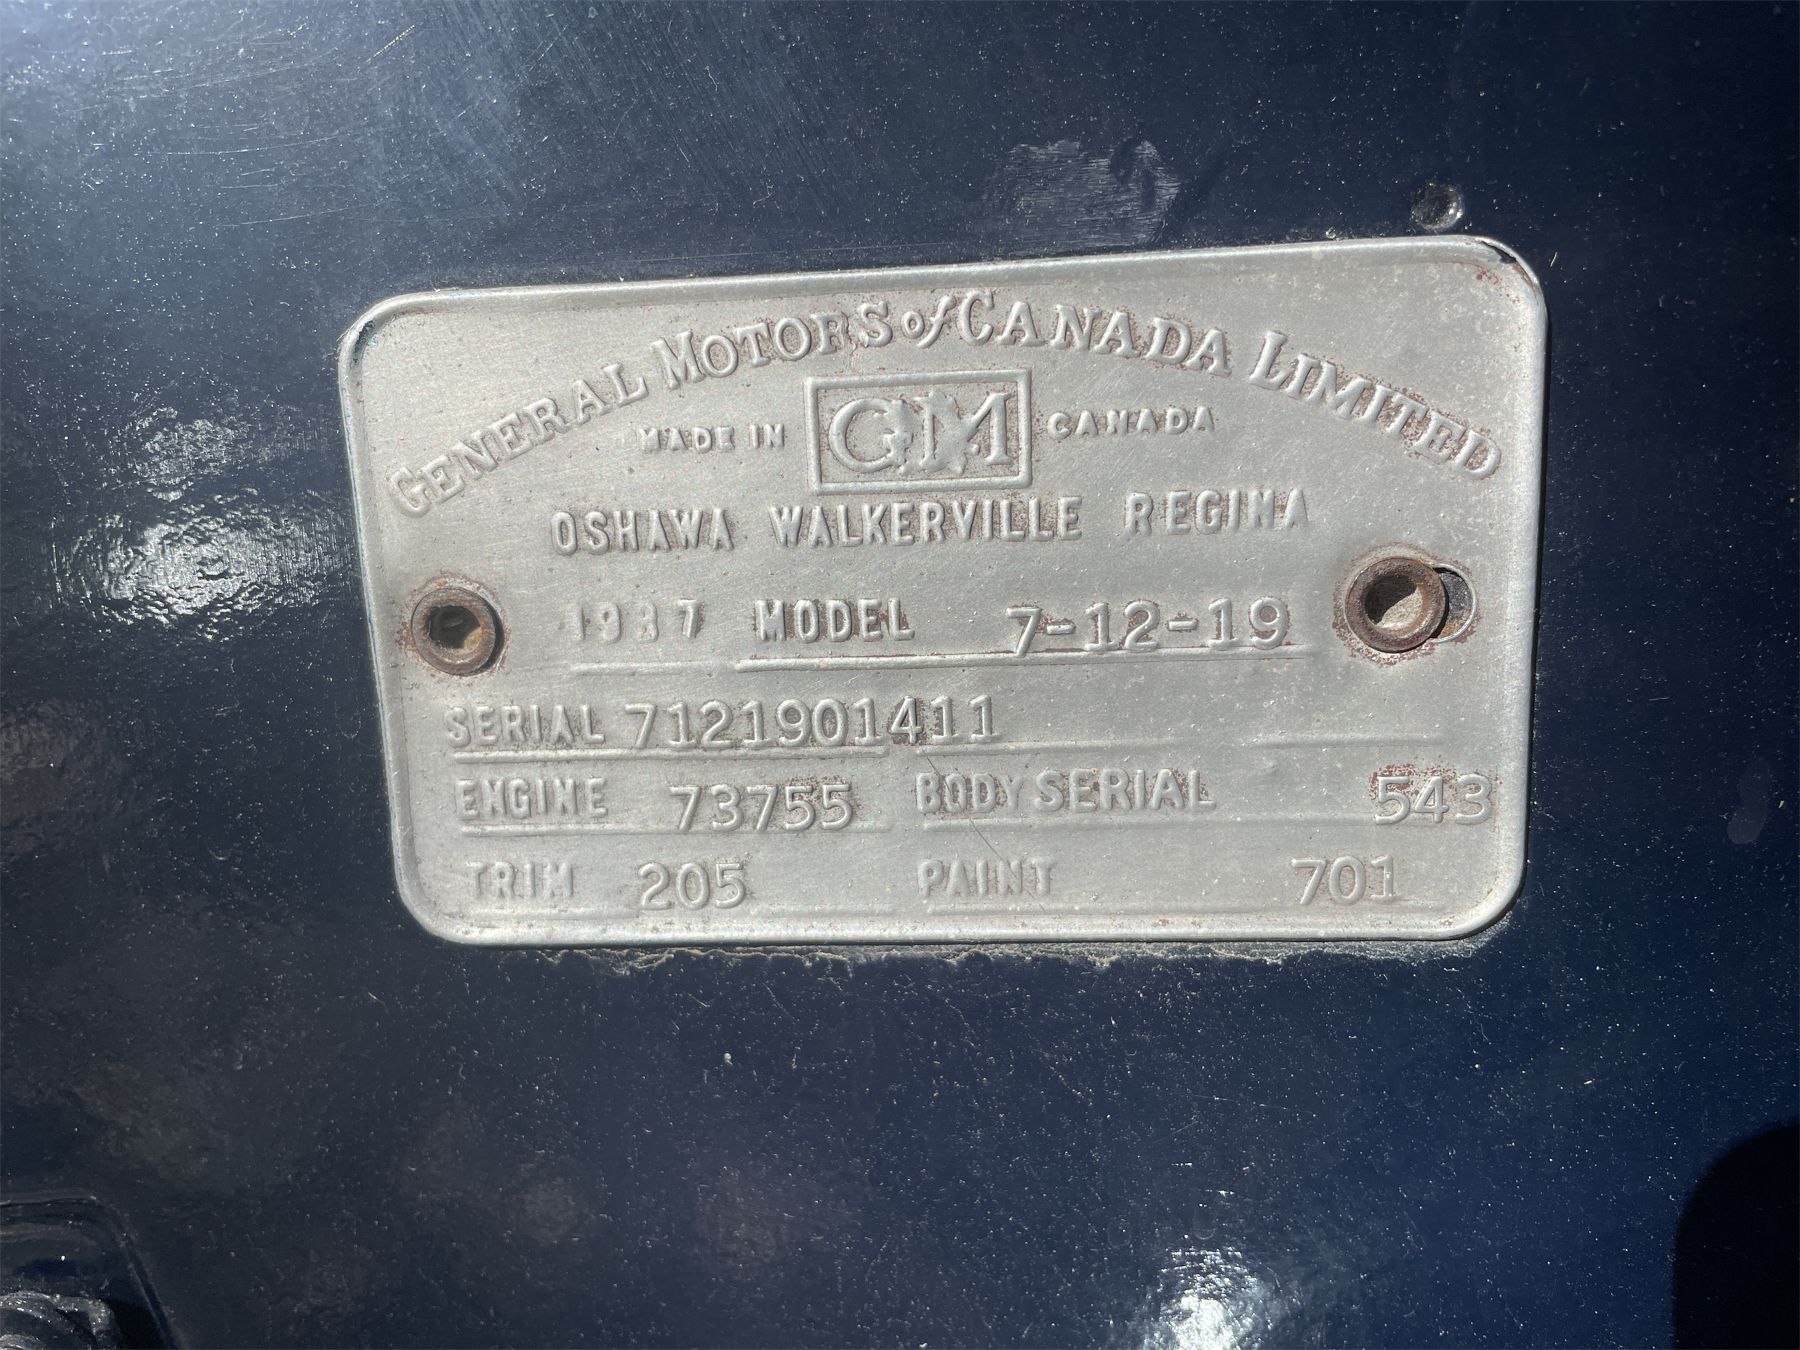 GENERAL MOTORS of CANADA LIMITED
MADE IN GM CANADA
OSHAWA WALKERVILLE REGINA
1937 MODEL 7-12-19
SERIAL 7121901411
ENGINE 73755 BODY SERIAL 543
TRIM 205 PAINT 701